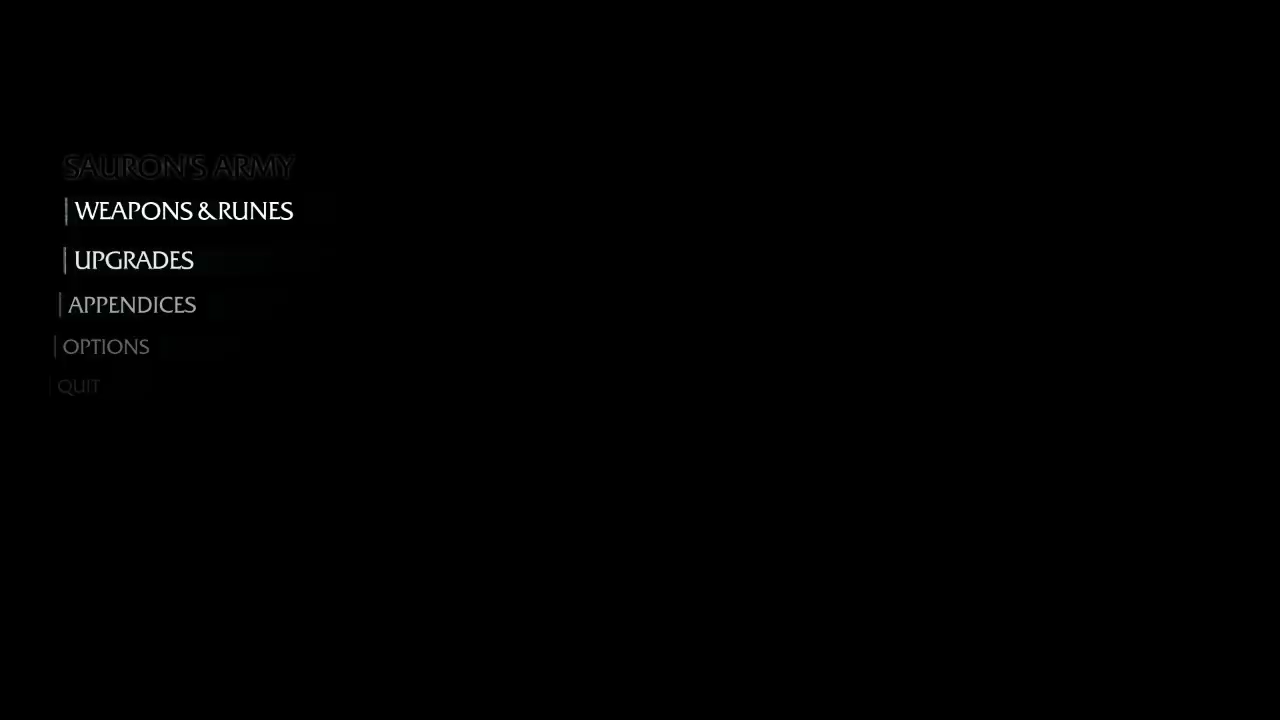 SAURON'S ARMY
WEAPONS & RUNES
UPGRADES
APPENDICES
OPTIONS
QUIT